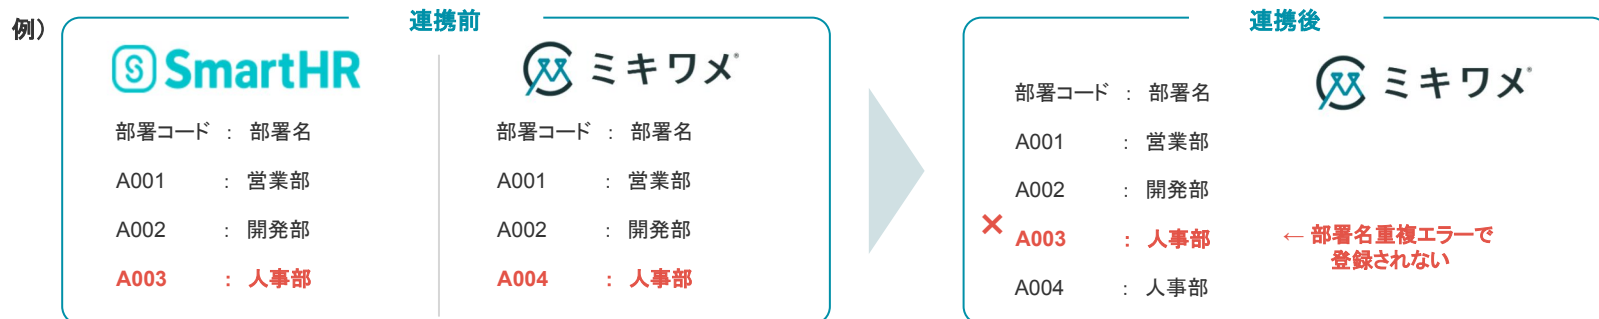 例）
連携前
SmartHR
部署コード ： 部署名
A001 ： 営業部
A002 ： 開発部
A003 ： 人事部
ミキワメ
部署コード ： 部署名
A001 ： 営業部
A002 ： 開発部
A004 ： 人事部
連携後
ミキワメ
部署コード ： 部署名
A001 ： 営業部
A002 ： 開発部
× A003 ： 人事部
← 部署名重複エラーで
登録されない
A004 ： 人事部